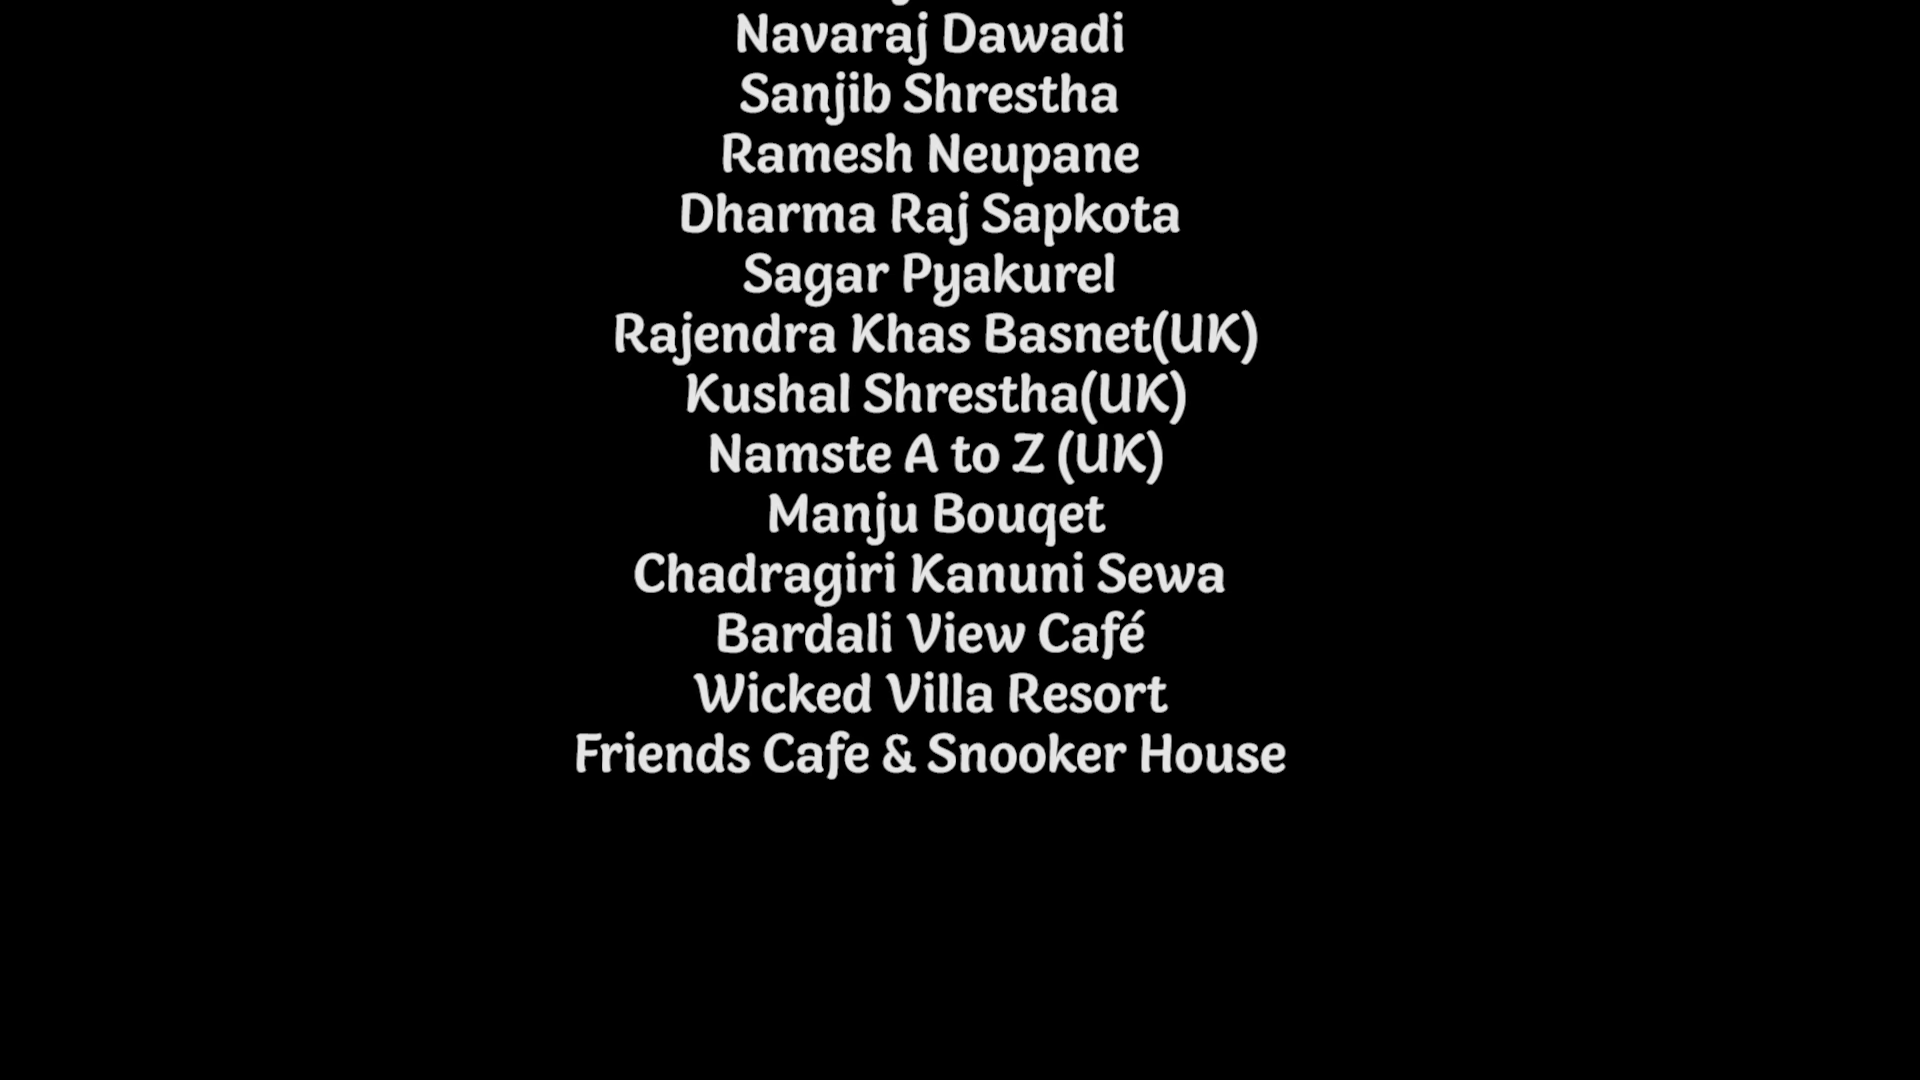 Navaraj Dawadi
Sanjib Shrestha
Ramesh Neupane
Dharma Raj Sapkota
Sagar Pyakurel
Rajendra Khas Basnet(UK)
Kushal Shrestha(UK)
Namste A to Z (UK)
Manju Bouqet
Chadragiri Kanuni Sewa
Bardali View Café
Wicked Villa Resort
Friends Cafe & Snooker House